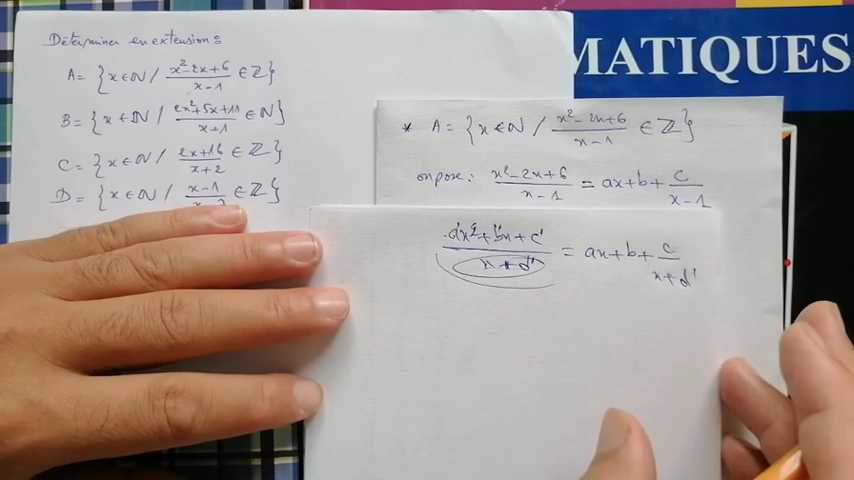 Déterminer en extensions
A = {x ∈ ℕ / x²-2x+6 / x-1 ∈ ℤ}
B = {x ∈ ℕ / 2x²+5x+11 / x+1 ∈ ℕ}
C = {x ∈ ℕ / 2x+16 / x+2 ∈ ℤ}
D = {x ∈ ℕ / x-1 ∈ ℤ}
MATIQUES
* A = {x ∈ ℕ / x²-2x+6 / x-1 ∈ ℤ}
on pose: x²-2x+6 / x-1 = ax+b+ c / x-1
x²+b'x+c' / x+d' = ax+b+ c / x+d'